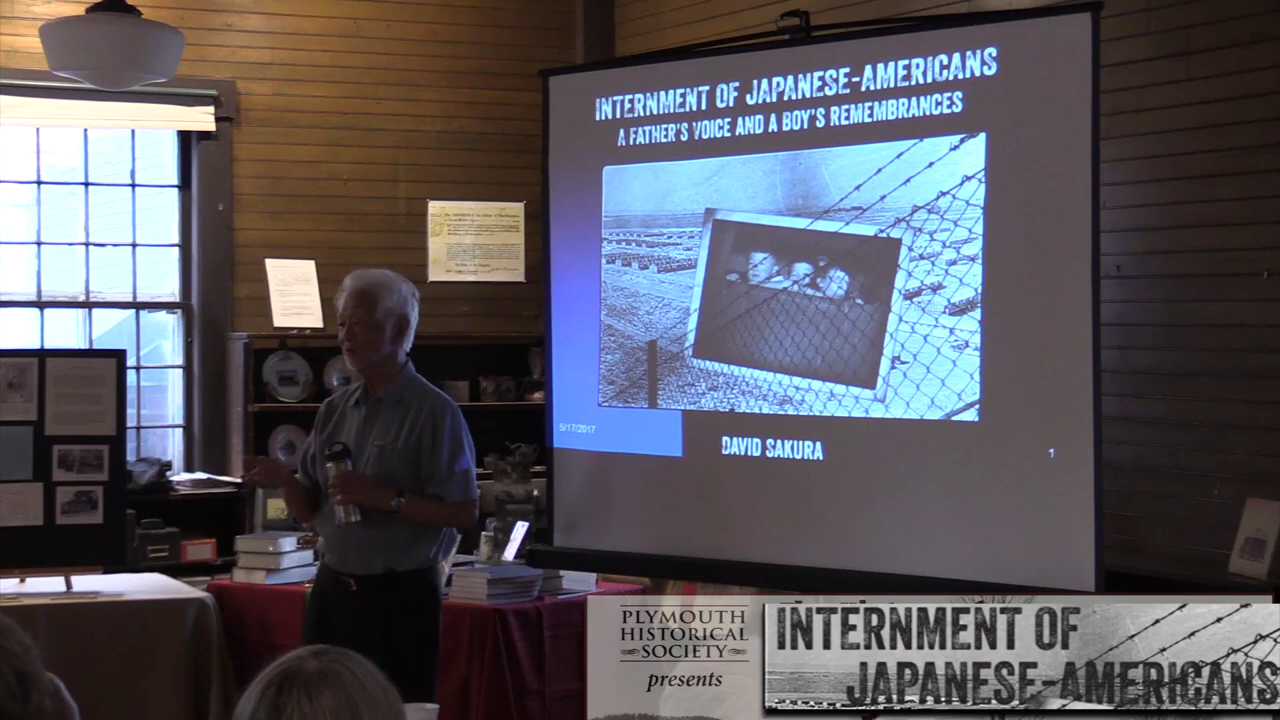 INTERNMENT OF JAPANESE-AMERICANS
A FATHER'S VOICE AND A BOY'S REMEMBRANCES
5/17/2017
DAVID SAKURA
1
PLYMOUTH
HISTORICAL
SOCIETY
presents
INTERNMENT OF
JAPANESE-AMERICANS